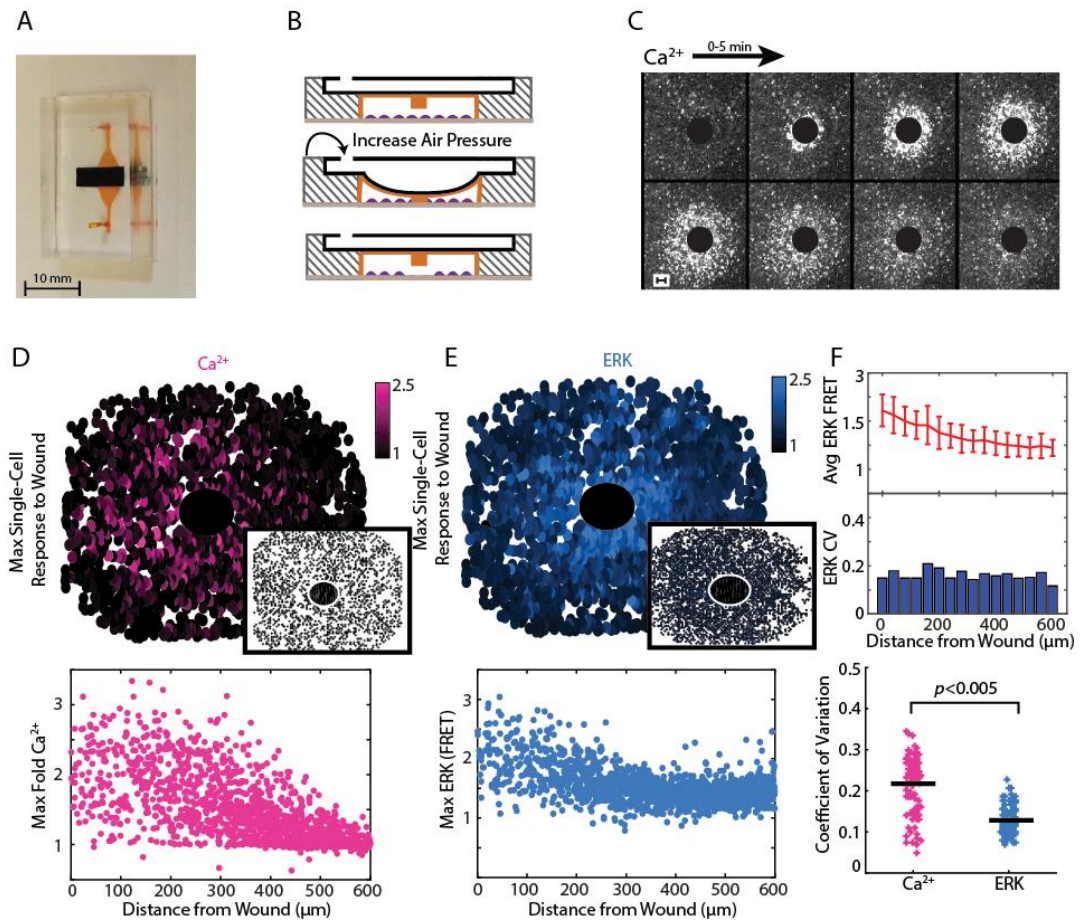 A
10 mm
B
Increase Air Pressure
C
Ca²⁺ 0-5 min
D
Ca²⁺
2.5
1
Max Single-Cell
Reponse to Wound
3
2
1
Max Fold Ca²⁺
0 100 200 300 400 500 600
Distance from Wound (μm)
E
ERK
2.5
1
Max Single-Cell
Reponse to Wound
3
2
1
Max ERK (FRET)
0 100 200 300 400 500 600
Distance from Wound (μm)
F
3
1.5
1
Avg ERK FRET
0.4
0.2
0
ERK CV
0 200 400 600
Distance from Wound (μm)
0.5
0.4
0.3
0.2
0.1
0
Coefficient of Variation
p<0.005
Ca²⁺ ERK